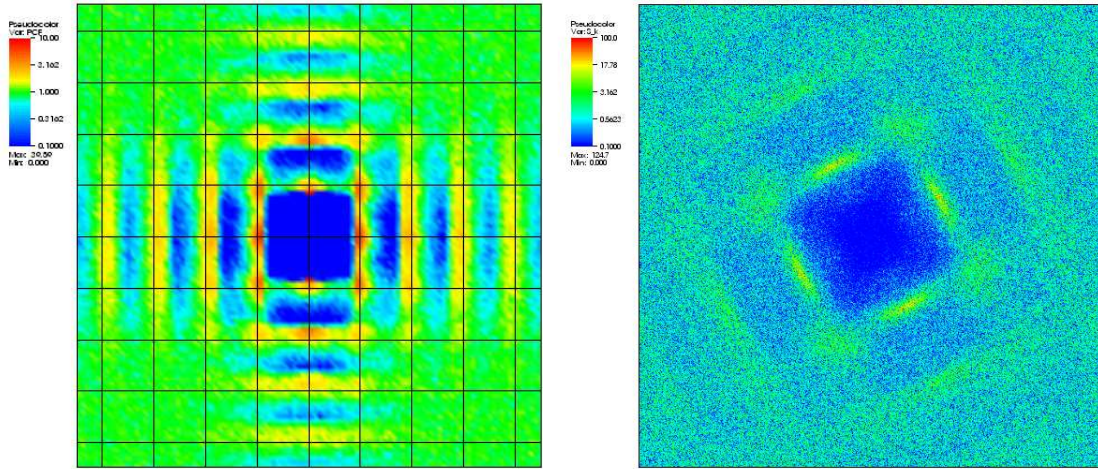 Pseudocolor
Var: PCF
10.00
2.162
1.000
0.3162
0.1000
Max: 39.59
Min: 0.000
Pseudocolor
Var: S_k
100.0
17.78
3.162
0.5623
0.1000
Max: 124.7
Min: 0.000